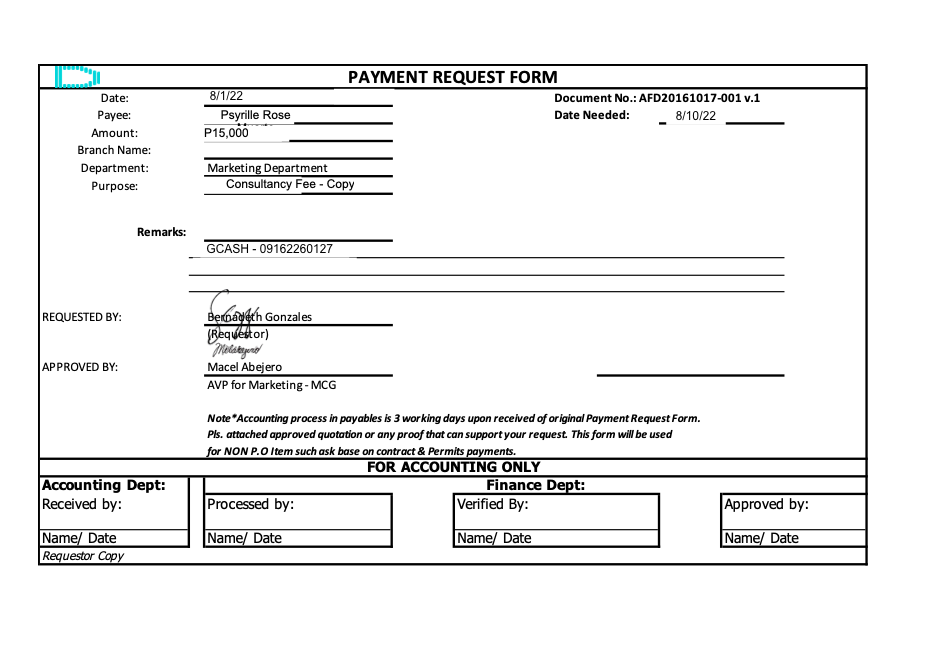 PAYMENT REQUEST FORM
Date: 8/1/22 Document No.: AFD20161017-001 v.1
Payee: Psyrille Rose Date Needed: 8/10/22
Amount: P15,000
Branch Name:
Department: Marketing Department
Purpose: Consultancy Fee - Copy
Remarks:
GCASH - 09162260127
REQUESTED BY: Bernadeth Gonzales
(Requestor)
APPROVED BY: Macel Abejero
AVP for Marketing - MCG
Note*Accounting process in payables is 3 working days upon received of original Payment Request Form.
Pls. attached approved quotation or any proof that can support your request. This form will be used
for NON P.O Item such ask base on contract & Permits payments.
FOR ACCOUNTING ONLY
Accounting Dept: Finance Dept:
Received by: Processed by: Verified By: Approved by:
Name/ Date Name/ Date Name/ Date Name/ Date
Requestor Copy